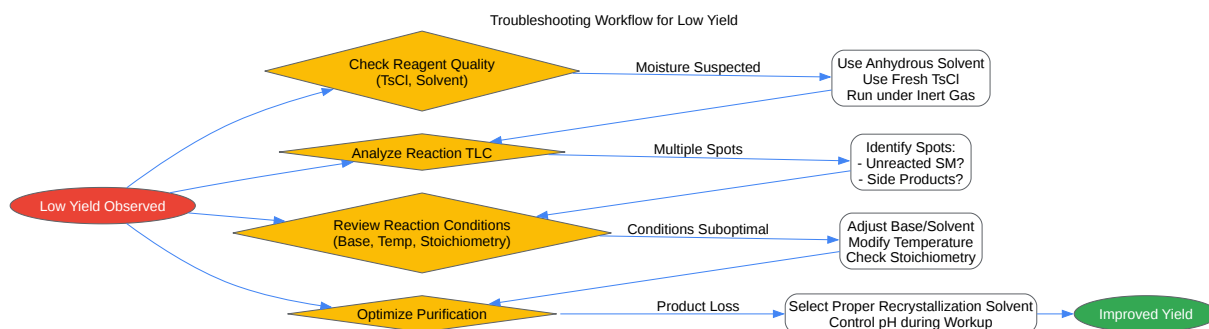 Troubleshooting Workflow for Low Yield
Check Reagent Quality
(TsCl, Solvent)
Moisture Suspected
Use Anhydrous Solvent
Use Fresh TsCl
Run under Inert Gas
Analyze Reaction TLC
Multiple Spots
Identify Spots:
- Unreacted SM?
- Side Products?
Low Yield Observed
Review Reaction Conditions
(Base, Temp, Stoichiometry)
Conditions Suboptimal
Adjust Base/Solvent
Modify Temperature
Check Stoichiometry
Optimize Purification
Product Loss
Select Proper Recrystallization Solvent
Control pH during Workup
Improved Yield